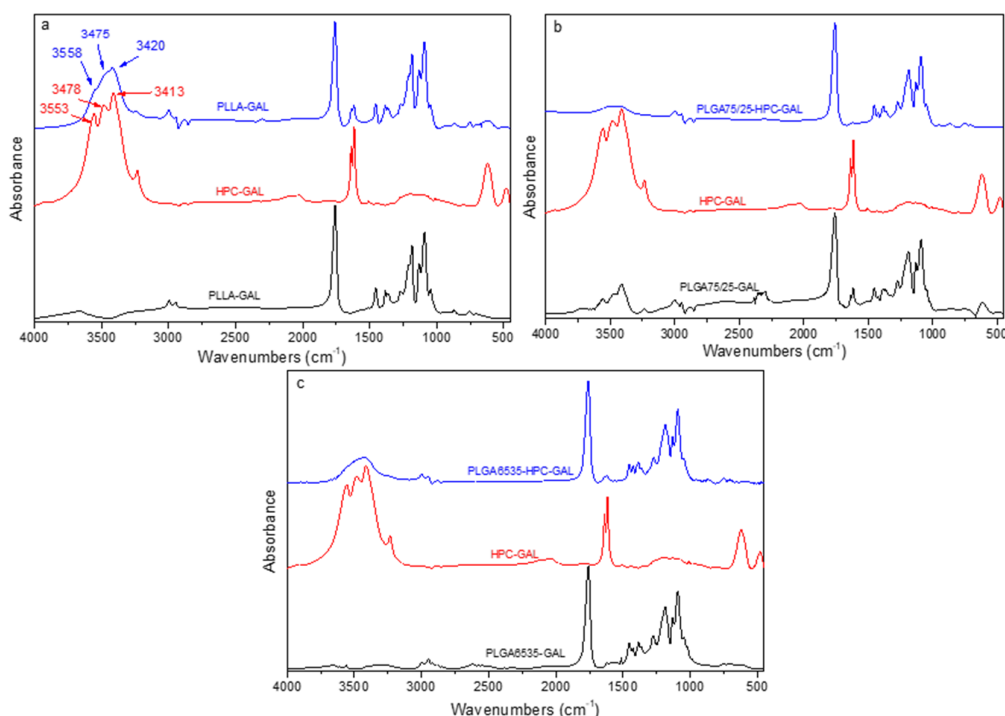 a
3475
3558
3420
3478
3413
3553
PLLA-GAL
HPC-GAL
PLLA-GAL
Absorbance
4000 3500 3000 2500 2000 1500 1000 500
Wavenumbers (cm-1)
b
PLGA75/25-HPC-GAL
HPC-GAL
PLGA75/25-GAL
Absorbance
4000 3500 3000 2500 2000 1500 1000 500
Wavenumbers (cm-1)
c
PLGA6535-HPC-GAL
HPC-GAL
PLGA6535-GAL
Absorbance
4000 3500 3000 2500 2000 1500 1000 500
Wavenumbers (cm-1)